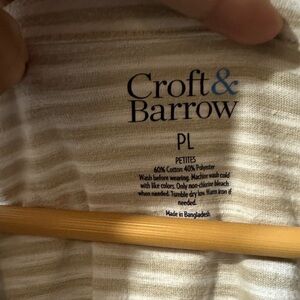 Croft&
Barrow
PL
PETITES
60% Cotton 40% Polyester
Wash before wearing. Machine wash cold
with like colors. Only non-chlorine bleach
when needed. Tumble dry low. Warm iron if
needed.
Made in Bangladesh